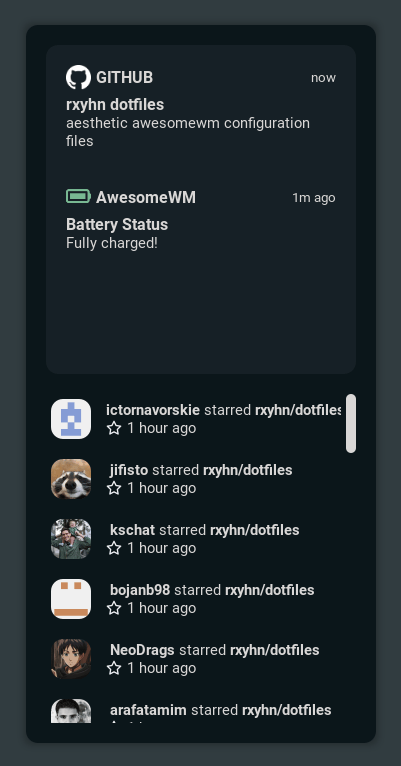 GITHUB now
rxyhn dotfiles
aesthetic awesomewm configuration
files
AwesomeWM 1m ago
Battery Status
Fully charged!
ictornavorskie starred rxyhn/dotfiles
1 hour ago
jifisto starred rxyhn/dotfiles
1 hour ago
kschat starred rxyhn/dotfiles
1 hour ago
bojanb98 starred rxyhn/dotfiles
1 hour ago
NeoDrags starred rxyhn/dotfiles
1 hour ago
arafatamim starred rxyhn/dotfiles